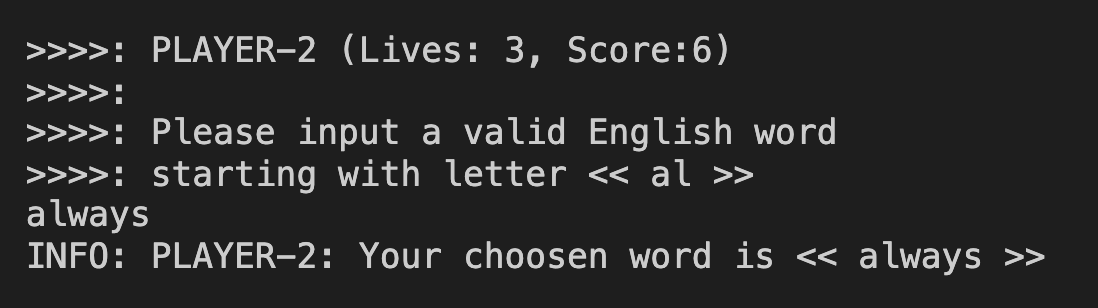 >>>>: PLAYER-2 (Lives: 3, Score:6)
>>>>:
>>>>: Please input a valid English word
>>>>: starting with letter << al >>
always
INFO: PLAYER-2: Your choosen word is << always >>